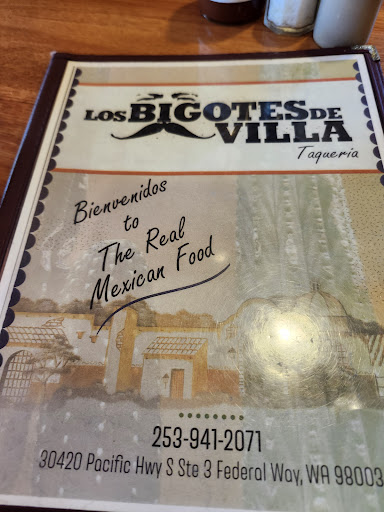 LOS BIGOTES DE
VILLA
Taqueria
Bienvenidos
to
The Real
Mexican Food
253-941-2071
30420 Pacific Hwy S Ste 3 Federal Way, WA 98003